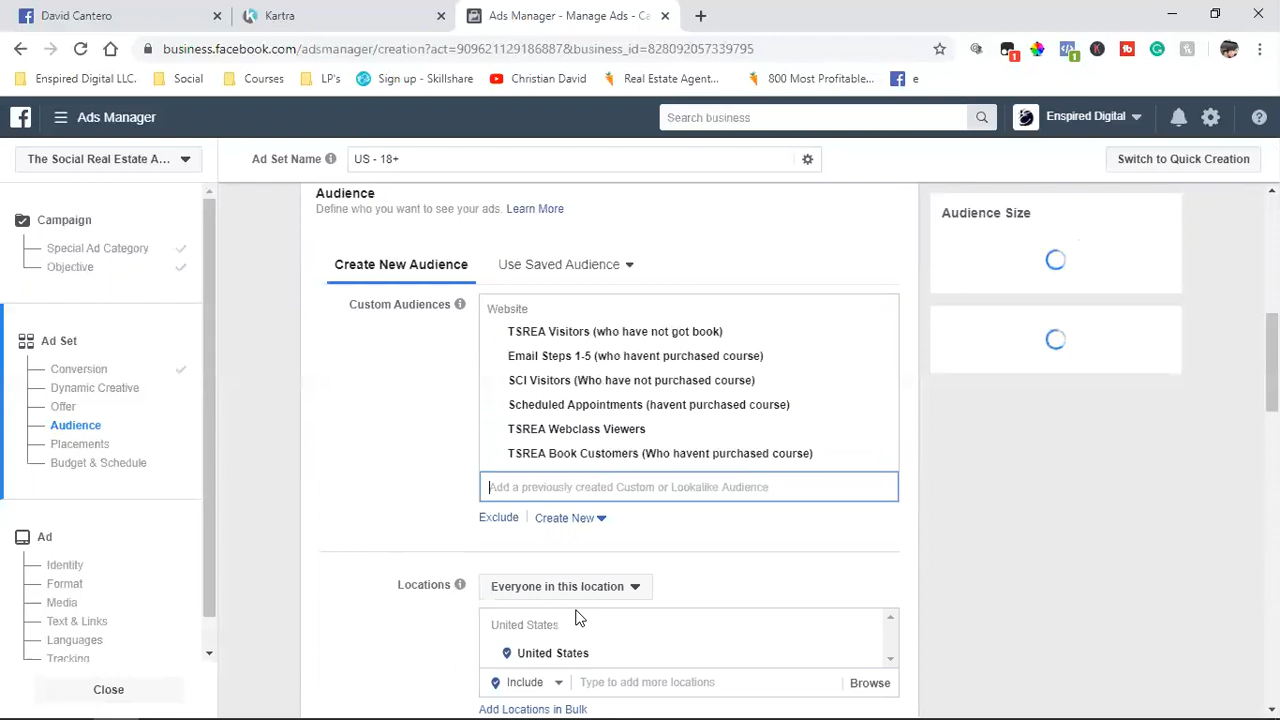 David Cantero
Kartra
Ads Manager - Manage Ads - Ca
business.facebook.com/adsmanager/creation?act=909621129186887&business_id=828092057339795
Enspired Digital LLC.
Social
Courses
LP's
Sign up - Skillshare
Christian David
Real Estate Agent...
800 Most Profitable...
e
Ads Manager
Search business
Enspired Digital
The Social Real Estate A...
Ad Set Name
US - 18+
Switch to Quick Creation
Campaign
Special Ad Category
Objective
Ad Set
Conversion
Dynamic Creative
Offer
Audience
Placements
Budget & Schedule
Ad
Identity
Format
Media
Text & Links
Languages
Tracking
Close
Audience
Define who you want to see your ads. Learn More
Create New Audience
Use Saved Audience
Custom Audiences
Website
TSREA Visitors (who have not got book)
Email Steps 1-5 (who havent purchased course)
SCI Visitors (Who have not purchased course)
Scheduled Appointments (havent purchased course)
TSREA Webclass Viewers
TSREA Book Customers (Who havent purchased course)
Add a previously created Custom or Lookalike Audience
Exclude
Create New
Locations
Everyone in this location
United States
United States
Include
Type to add more locations
Browse
Add Locations in Bulk
Audience Size